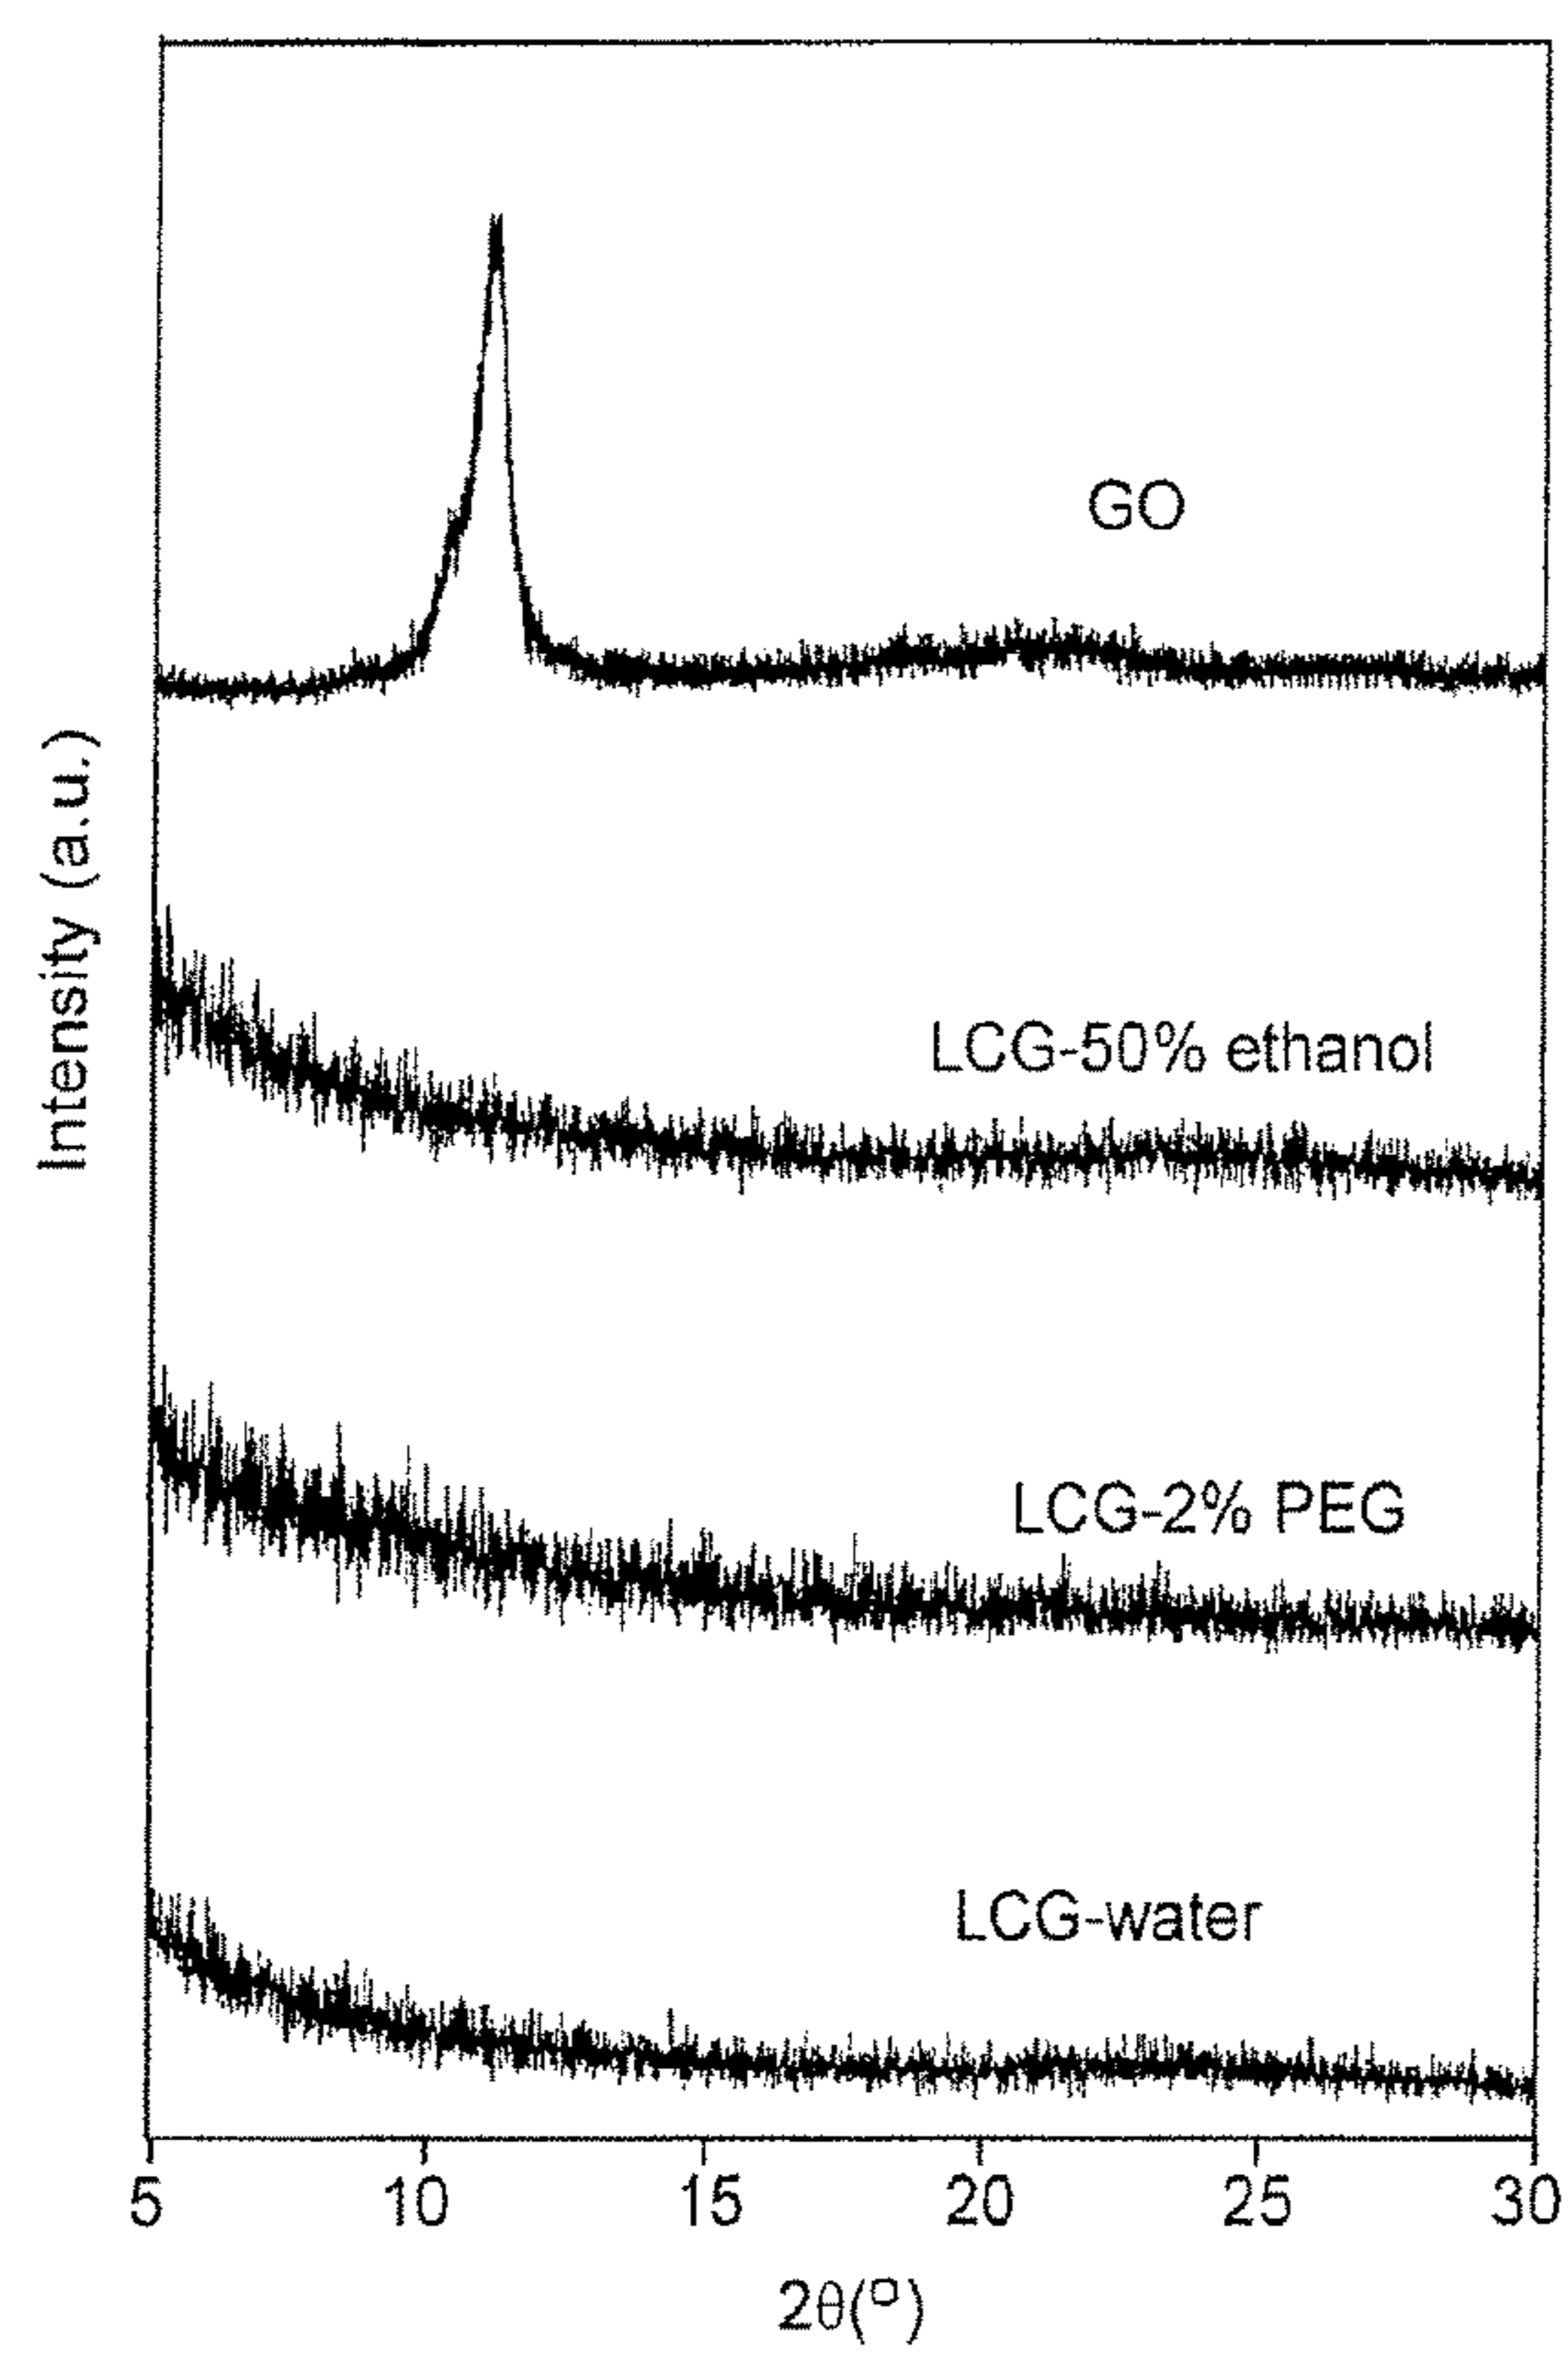 Intensity (a.u.)
GO
LCG-50% ethanol
LCG-2% PEG
LCG-water
5 10 15 20 25 30
2θ(°)